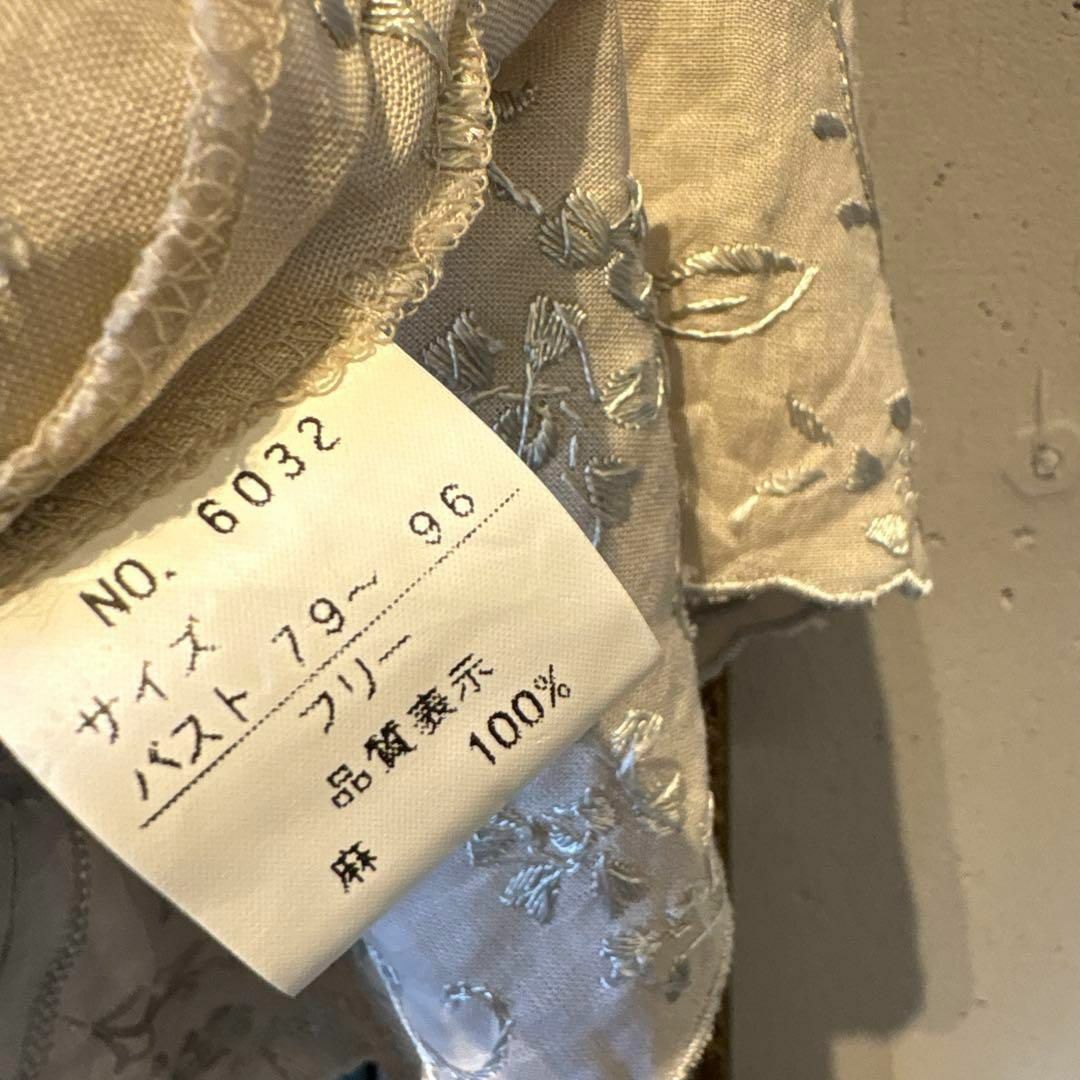 NO. 6032
サイズ
バスト 79~96
フリー
品質表示
麻 100%